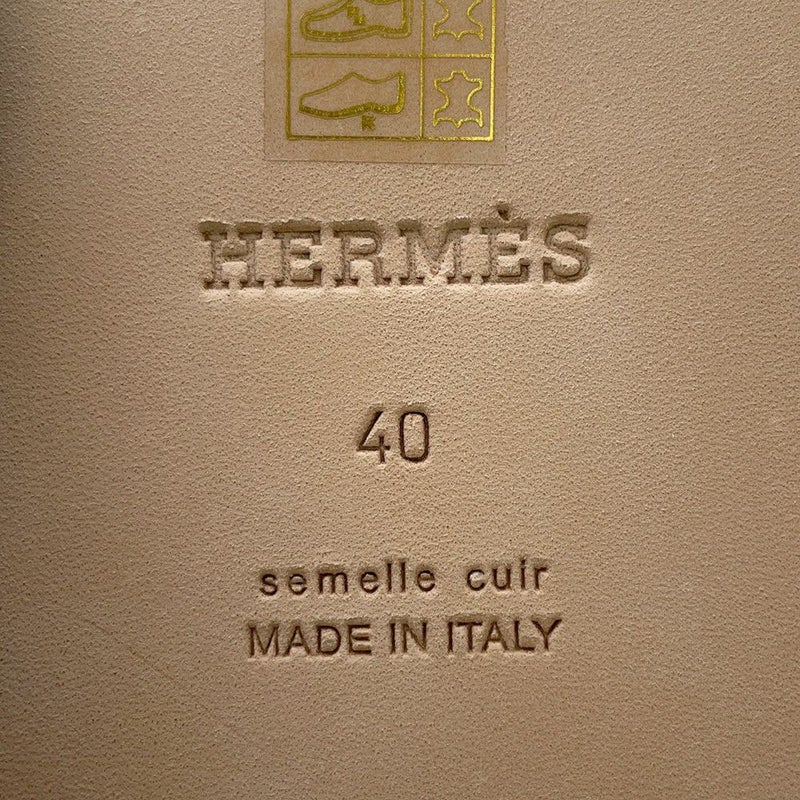 HERMÈS
40
semelle cuir
MADE IN ITALY